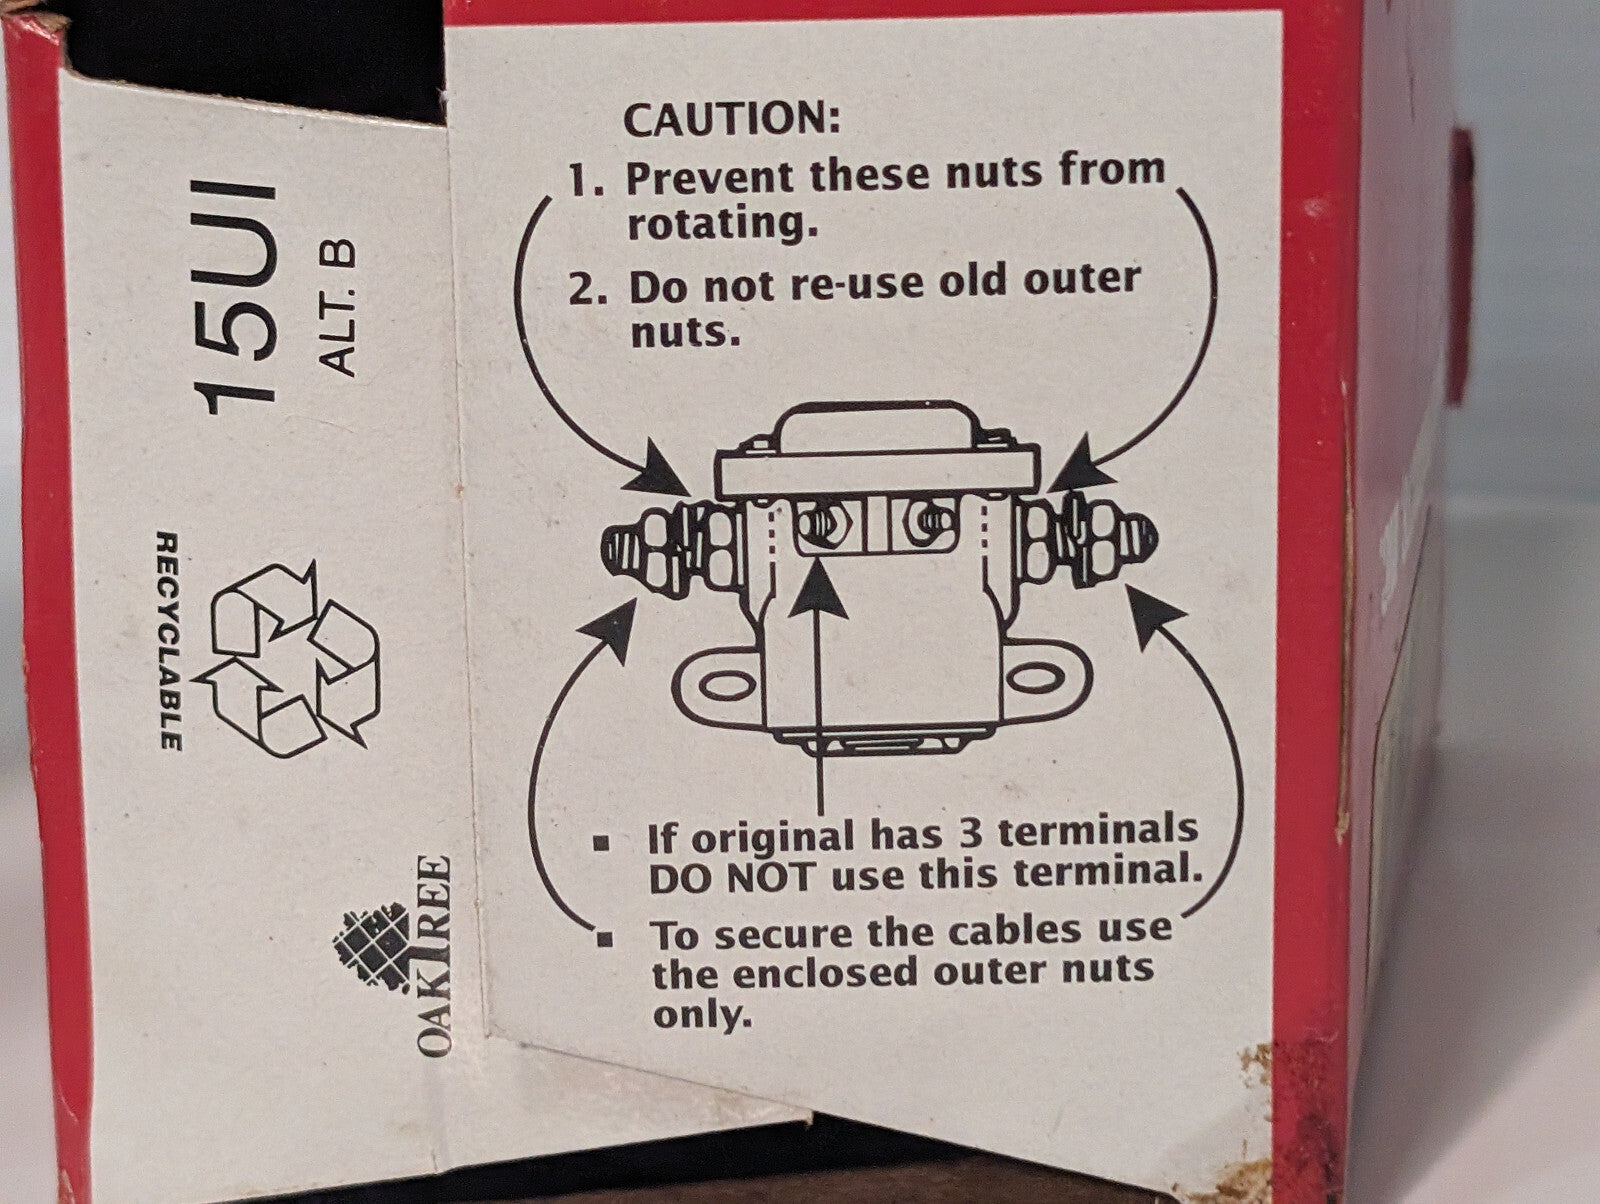 CAUTION:
1. Prevent these nuts from
rotating.
2. Do not re-use old outer
nuts.
▪ If original has 3 terminals
DO NOT use this terminal.
▪ To secure the cables use
the enclosed outer nuts
only.
15UI
ALT. B
RECYCLABLE
OAKTREE